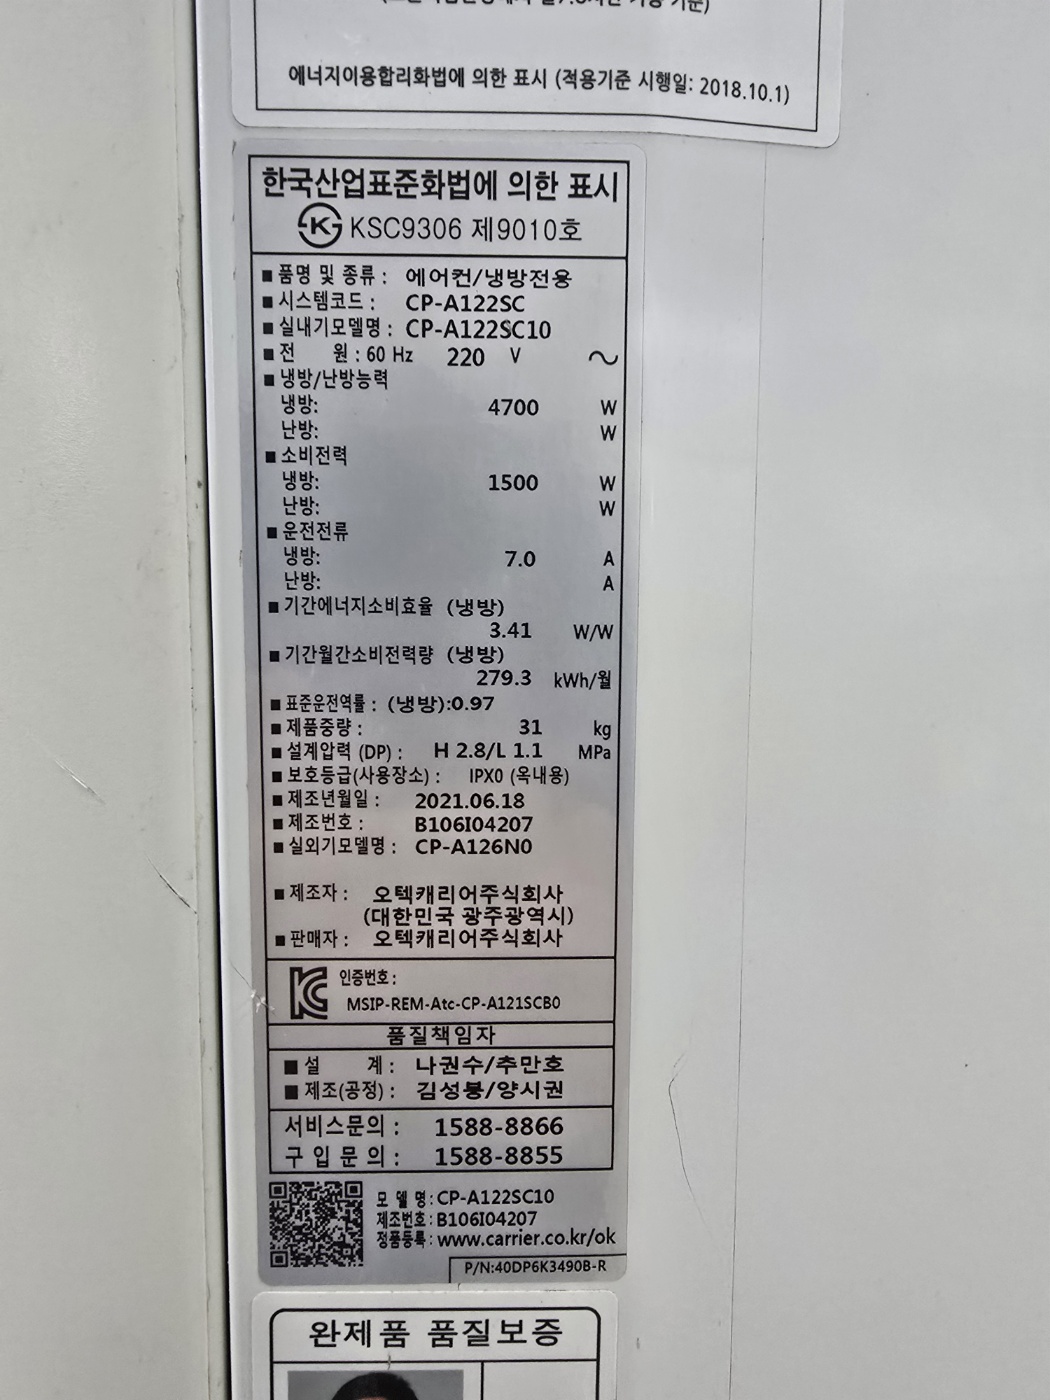 에너지이용합리화법에 의한 표시 (적용기준 시행일: 2018.10.1)
한국산업표준화법에 의한 표시
KSC9306 제9010호
■ 품명 및 종류 : 에어컨/냉방전용
■ 시스템코드 : CP-A122SC
■ 실내기모델명 : CP-A122SC10
■ 전 원 : 60 Hz 220 V ～
■ 냉방/난방능력
냉방: 4700 W
난방: W
■ 소비전력
냉방: 1500 W
난방: W
■ 운전전류
냉방: 7.0 A
난방: A
■ 기간에너지소비효율 (냉방)
3.41 W/W
■ 기간월간소비전력량 (냉방)
279.3 kWh/월
■ 표준운전역률 : (냉방):0.97
■ 제품중량 : 31 kg
■ 설계압력 (DP) : H 2.8/L 1.1 MPa
■ 보호등급(사용장소) : IPX0 (옥내용)
■ 제조년월일 : 2021.06.18
■ 제조번호 : B106I04207
■ 실외기모델명 : CP-A126N0
■ 제조자 : 오텍캐리어주식회사
(대한민국 광주광역시)
■ 판매자 : 오텍캐리어주식회사
인증번호 :
MSIP-REM-Atc-CP-A121SCB0
품질책임자
■ 설 계 : 나권수/추만호
■ 제조(공정) : 김성봉/양시권
서비스문의 : 1588-8866
구입문의 : 1588-8855
모 델 명 : CP-A122SC10
제조번호 : B106I04207
정품등록 : www.carrier.co.kr/ok
P/N:40DP6K3490B-R
완제품 품질보증